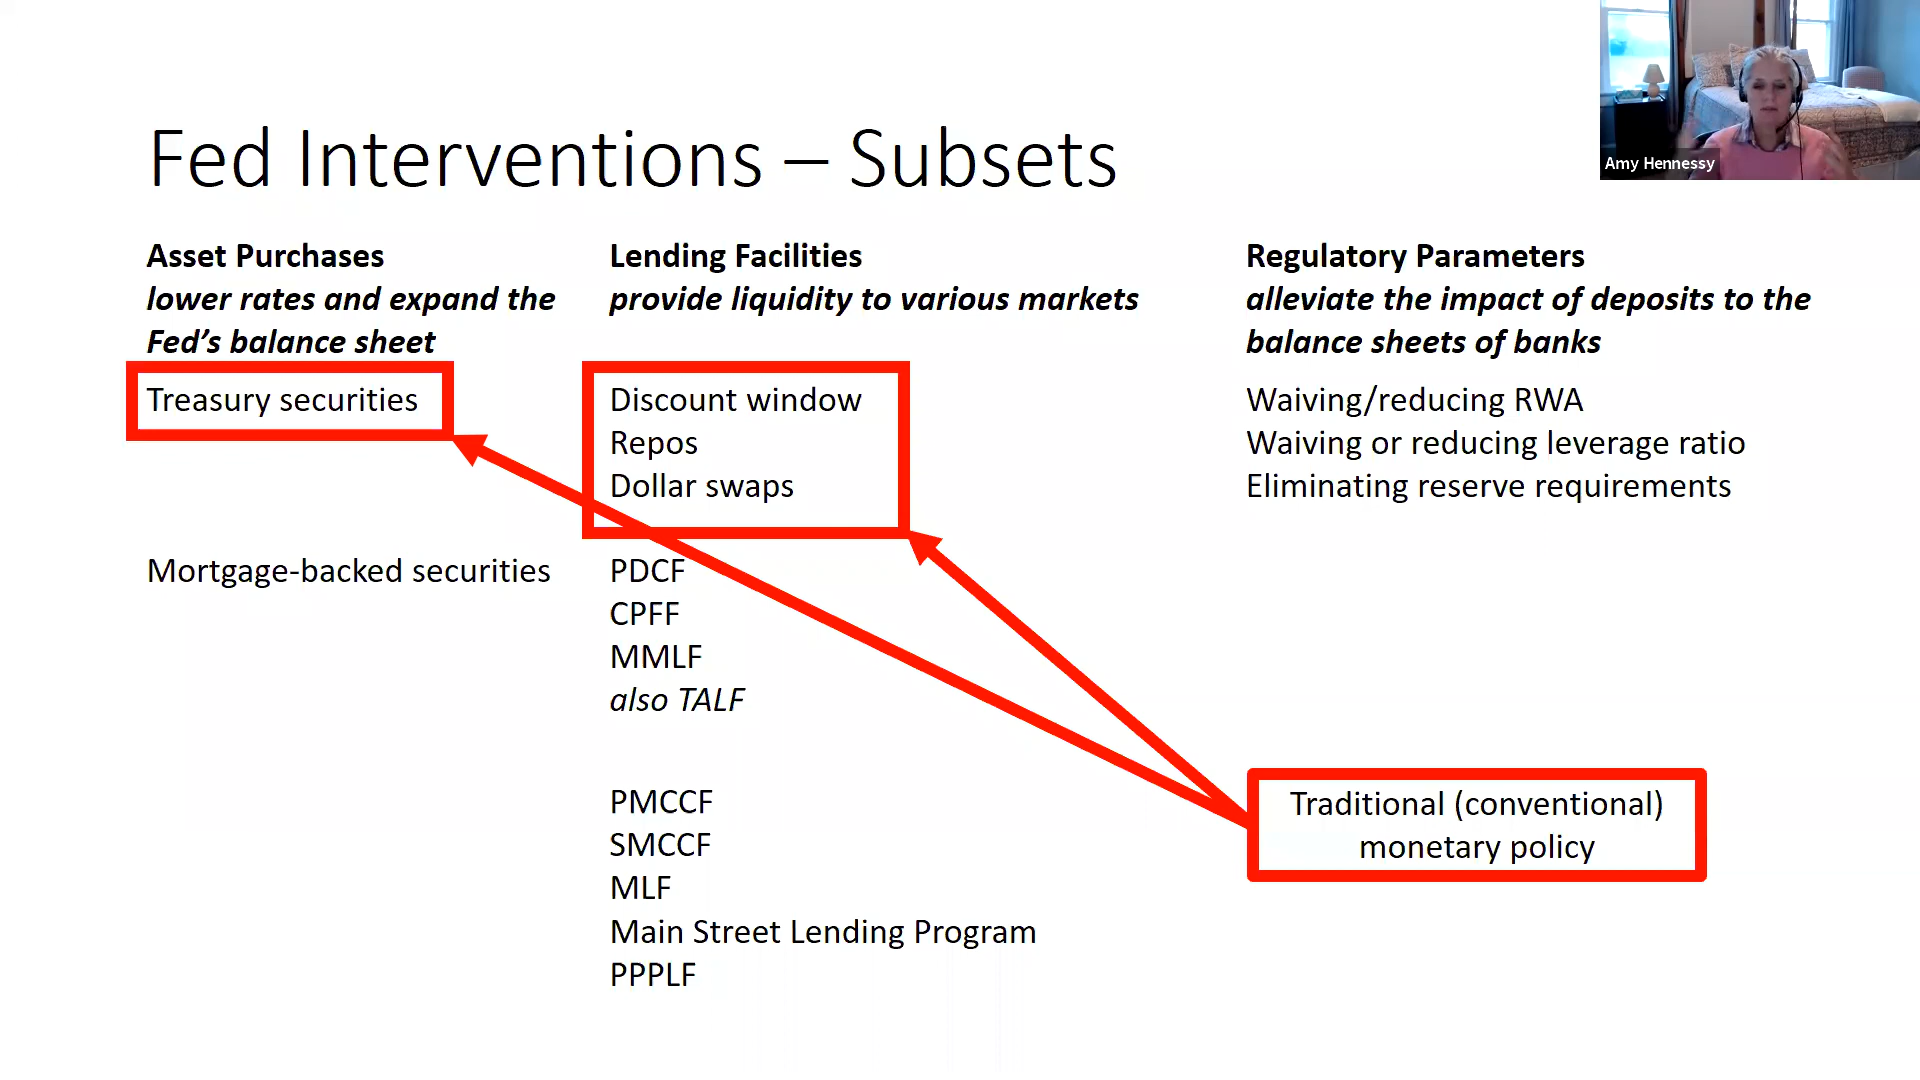 Fed Interventions – Subsets
Amy Hennessy
Asset Purchases
lower rates and expand the
Fed's balance sheet
Treasury securities
Mortgage-backed securities
Lending Facilities
provide liquidity to various markets
Discount window
Repos
Dollar swaps
PDCF
CPFF
MMLF
also TALF
PMCCF
SMCCF
MLF
Main Street Lending Program
PPPLF
Regulatory Parameters
alleviate the impact of deposits to the
balance sheets of banks
Waiving/reducing RWA
Waiving or reducing leverage ratio
Eliminating reserve requirements
Traditional (conventional)
monetary policy